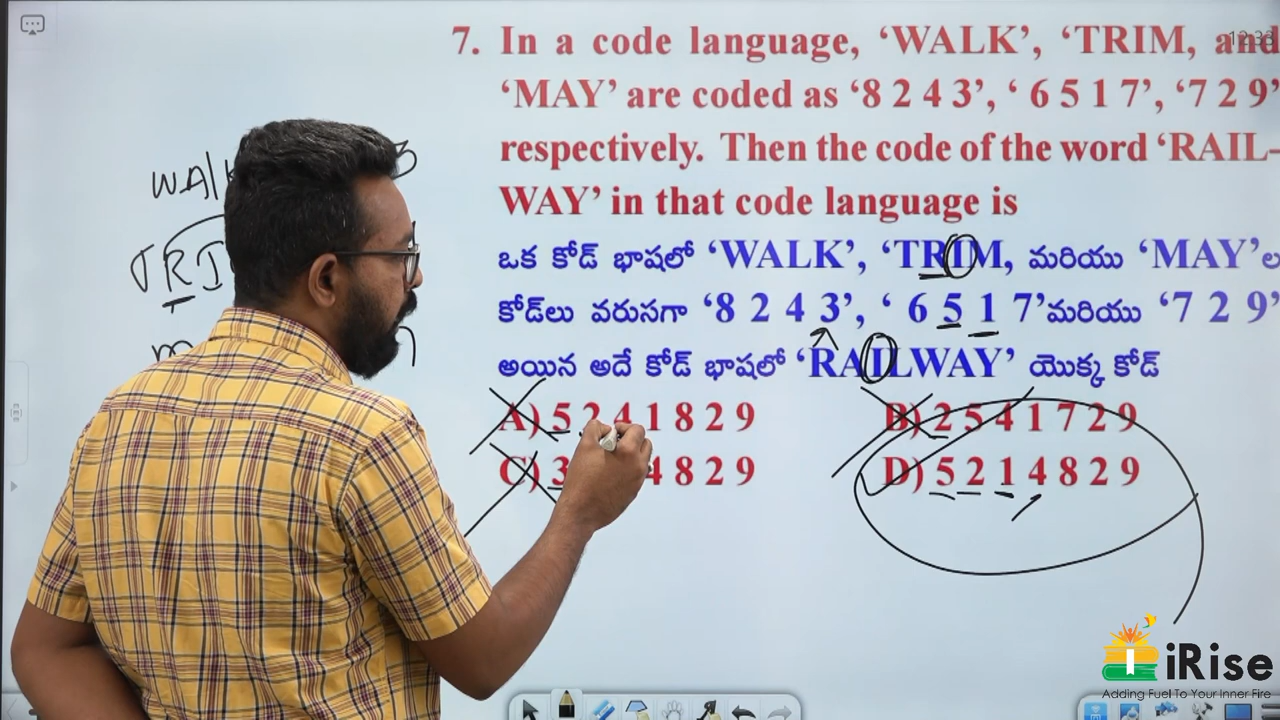 7. In a code language, ‘WALK’, ‘TRIM, and
‘MAY’ are coded as ‘8 2 4 3’, ‘ 6 5 1 7’, ‘7 2 9’
respectively. Then the code of the word ‘RAIL-
WAY’ in that code language is
ఒక కోడ్ భాషలో ‘WALK’, ‘TRIM, మరియు ‘MAY’ల
కోడ్‌లు వరుసగా ‘8 2 4 3’, ‘ 6 5 1 7’మరియు ‘7 2 9’
అయిన అదే కోడ్ భాషలో ‘RAILWAY’ యొక్క కోడ్
A) 5 2 4 1 8 2 9 B) 2 5 4 1 7 2 9
C) 3 4 8 2 9 D) 5 2 1 4 8 2 9
WAlk 3
TRI
m
iRise
Adding Fuel To Your Inner Fire